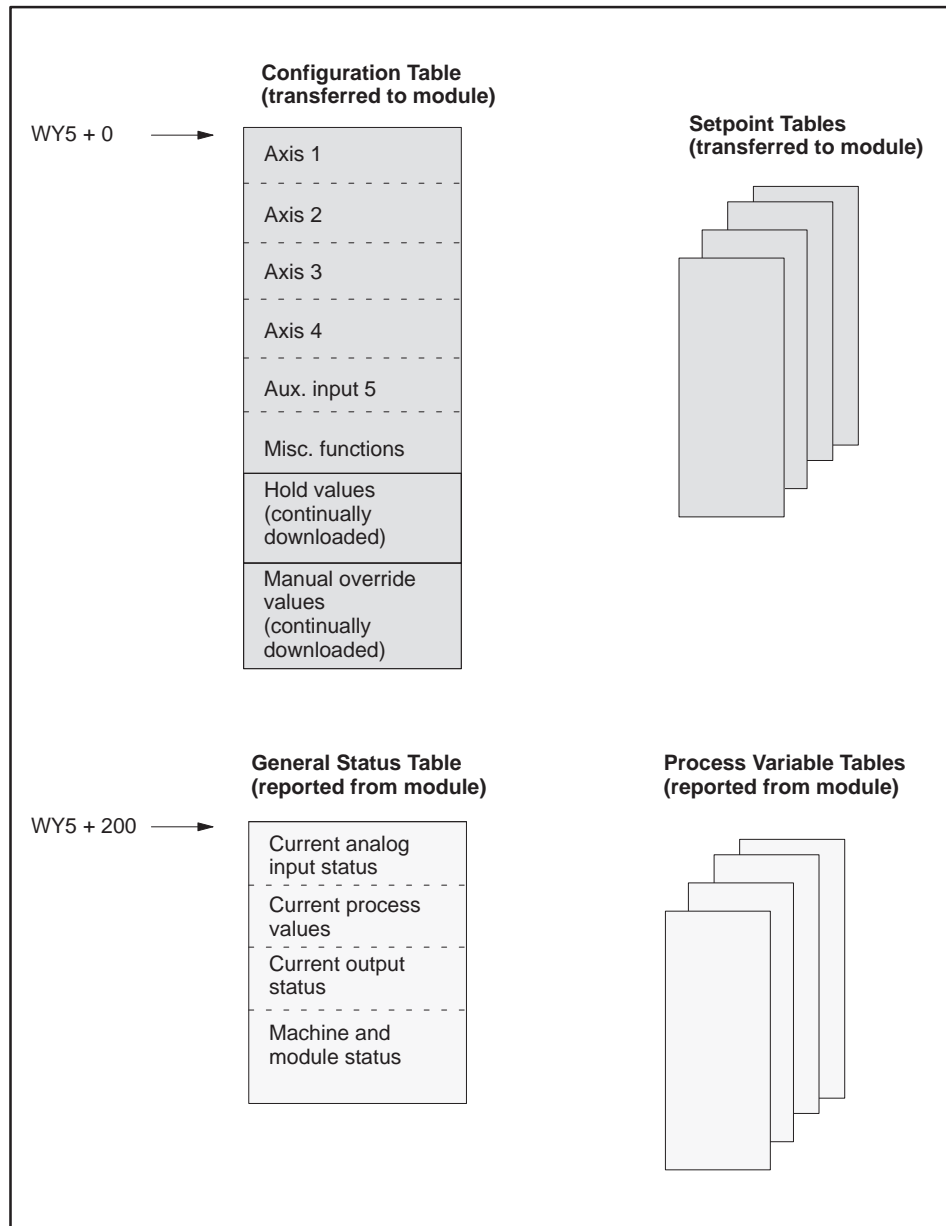 Configuration Table
(transferred to module)
WY5 + 0
Axis 1
Axis 2
Axis 3
Axis 4
Aux. input 5
Misc. functions
Hold values
(continually
downloaded)
Manual override
values
(continually
downloaded)
Setpoint Tables
(transferred to module)
General Status Table
(reported from module)
WY5 + 200
Current analog
input status
Current process
values
Current output
status
Machine and
module status
Process Variable Tables
(reported from module)